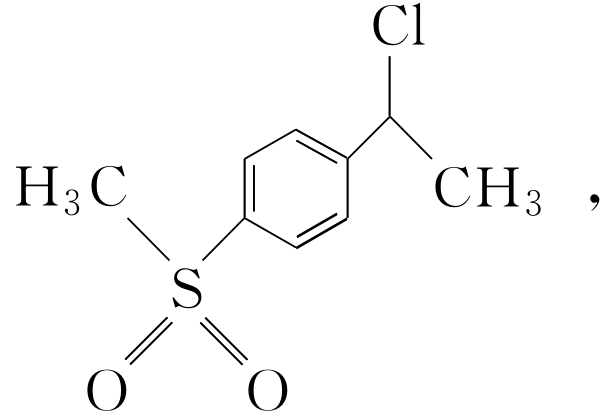 Cl
H₃C
CH₃ ,
S
O O